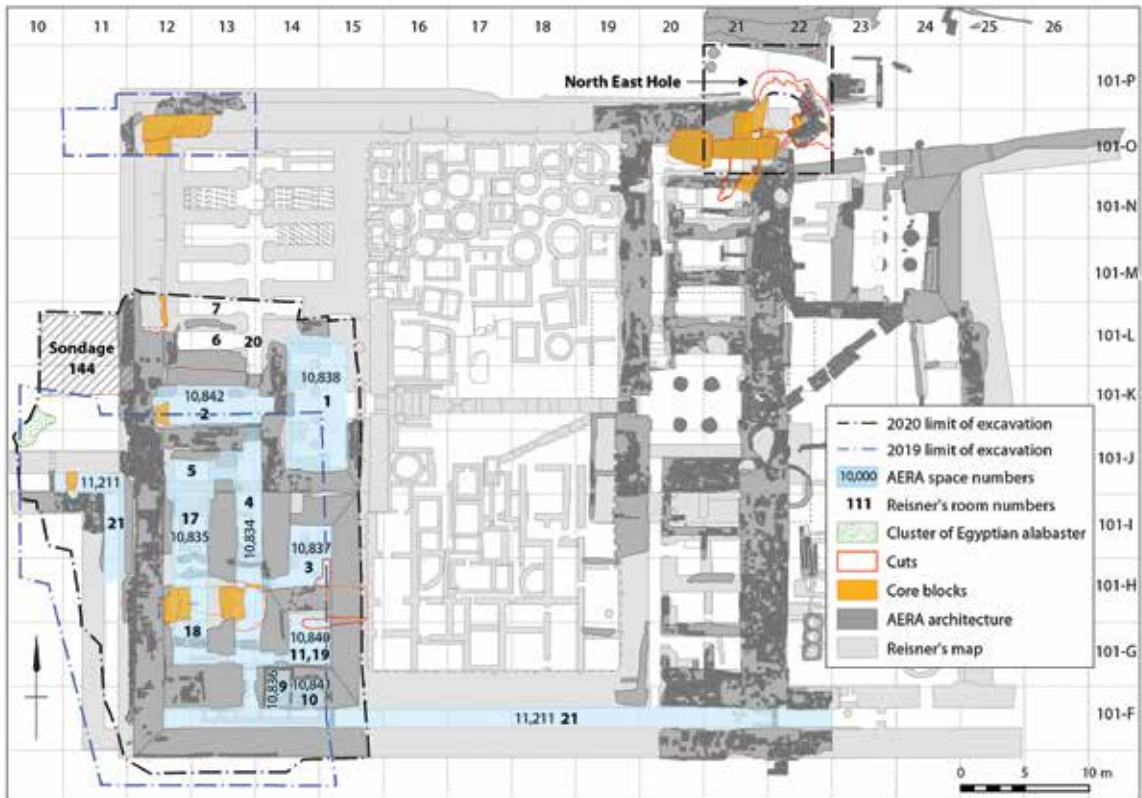 10 11 12 13 14 15 16 17 18 19 20 21 22 23 24 25 26
North East Hole
101-P
101-O
101-N
101-M
7
6 20
101-L
Sondage
144
10,838
1
10,842
2
101-K
5
4
101-J
11,211
21
17
10,835
10,834
101-I
10,837
3
101-H
18
10,840
11,19
101-G
10,836
9
10,841
10
11,211 21
101-F
2020 limit of excavation
2019 limit of excavation
10,000 AERA space numbers
111 Reisner's room numbers
Cluster of Egyptian alabaster
Cuts
Core blocks
AERA architecture
Reisner's map
0 5 10 m